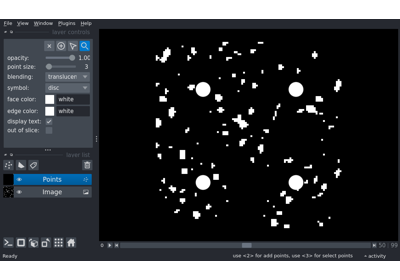 File View Window Plugins Help
layer controls
opacity: 1.00
point size: 3
blending: translucen
symbol: disc
face color: white
edge color: white
display text:
out of slice:
layer list
Points
Image
0 50 99
Ready use <2> for add points, use <3> for select points activity